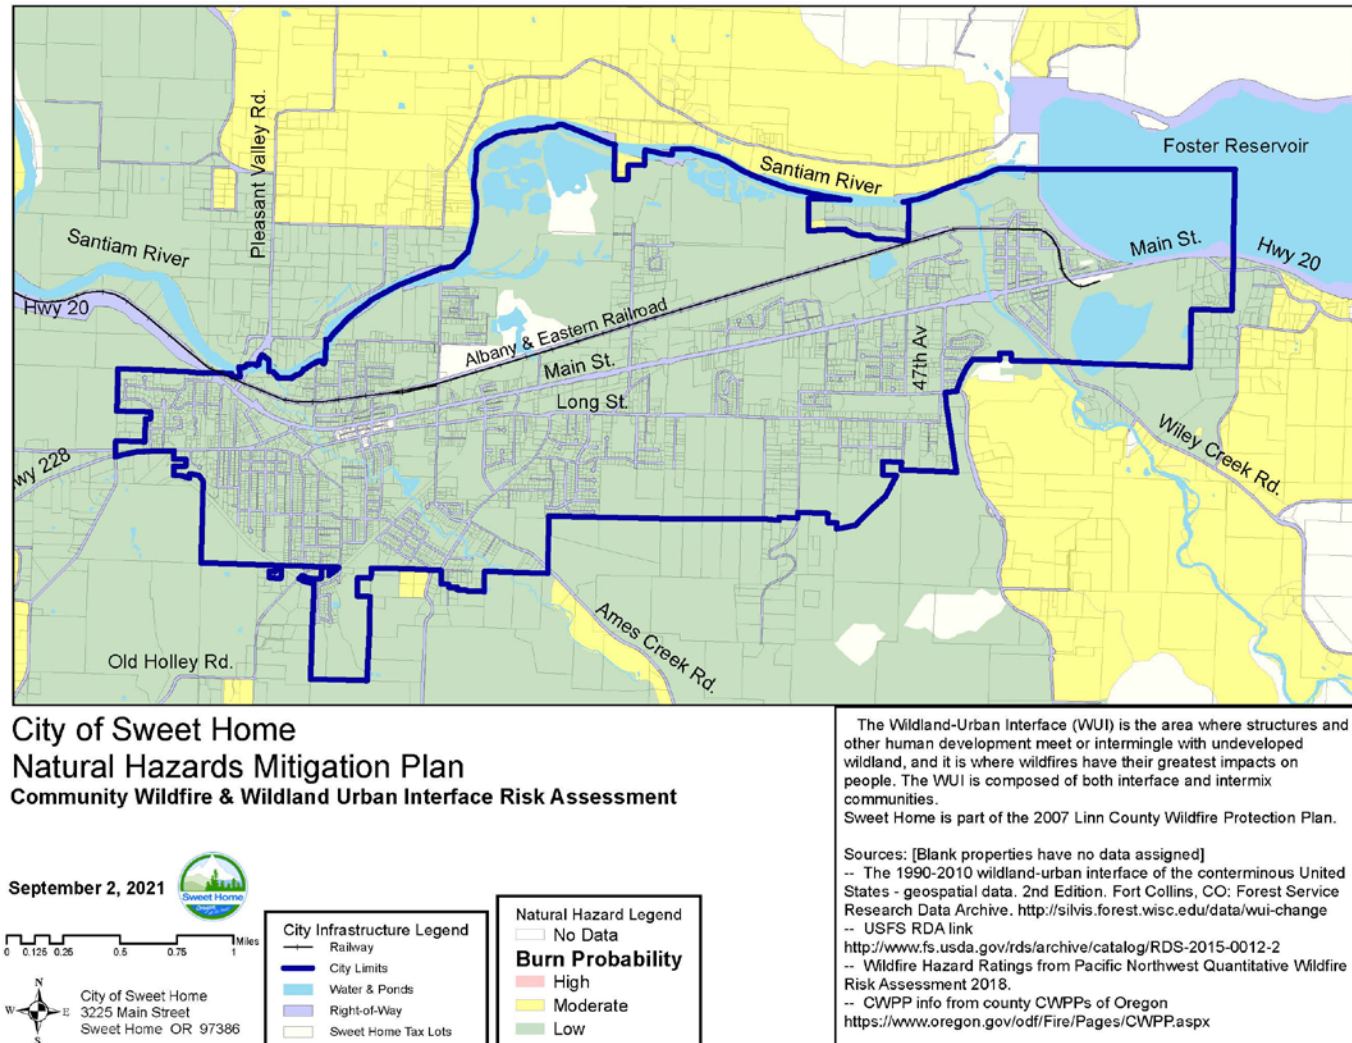 Foster Reservoir
Pleasant Valley Rd.
Santiam River
Santiam River
Main St.
Hwy 20
Hwy 20
Albany & Eastern Railroad
Main St.
47th Av
Long St.
wy 228
Wiley Creek Rd.
Ames Creek Rd.
Old Holley Rd.
City of Sweet Home
Natural Hazards Mitigation Plan
Community Wildfire & Wildland Urban Interface Risk Assessment
September 2, 2021
Sweet Home
Oregon
Miles
0 0.125 0.25 0.5 0.75 1
N
W E
S
City of Sweet Home
3225 Main Street
Sweet Home OR 97386
City Infrastructure Legend
Railway
City Limits
Water & Ponds
Right-of-Way
Sweet Home Tax Lots
Natural Hazard Legend
No Data
Burn Probability
High
Moderate
Low
The Wildland-Urban Interface (WUI) is the area where structures and
other human development meet or intermingle with undeveloped
wildland, and it is where wildfires have their greatest impacts on
people. The WUI is composed of both interface and intermix
communities.
Sweet Home is part of the 2007 Linn County Wildfire Protection Plan.
Sources: [Blank properties have no data assigned]
-- The 1990-2010 wildland-urban interface of the conterminous United
States - geospatial data. 2nd Edition. Fort Collins, CO: Forest Service
Research Data Archive. http://silvis.forest.wisc.edu/data/wui-change
-- USFS RDA link
http://www.fs.usda.gov/rds/archive/catalog/RDS-2015-0012-2
-- Wildfire Hazard Ratings from Pacific Northwest Quantitative Wildfire
Risk Assessment 2018.
-- CWPP info from county CWPPs of Oregon
https://www.oregon.gov/odf/Fire/Pages/CWPP.aspx